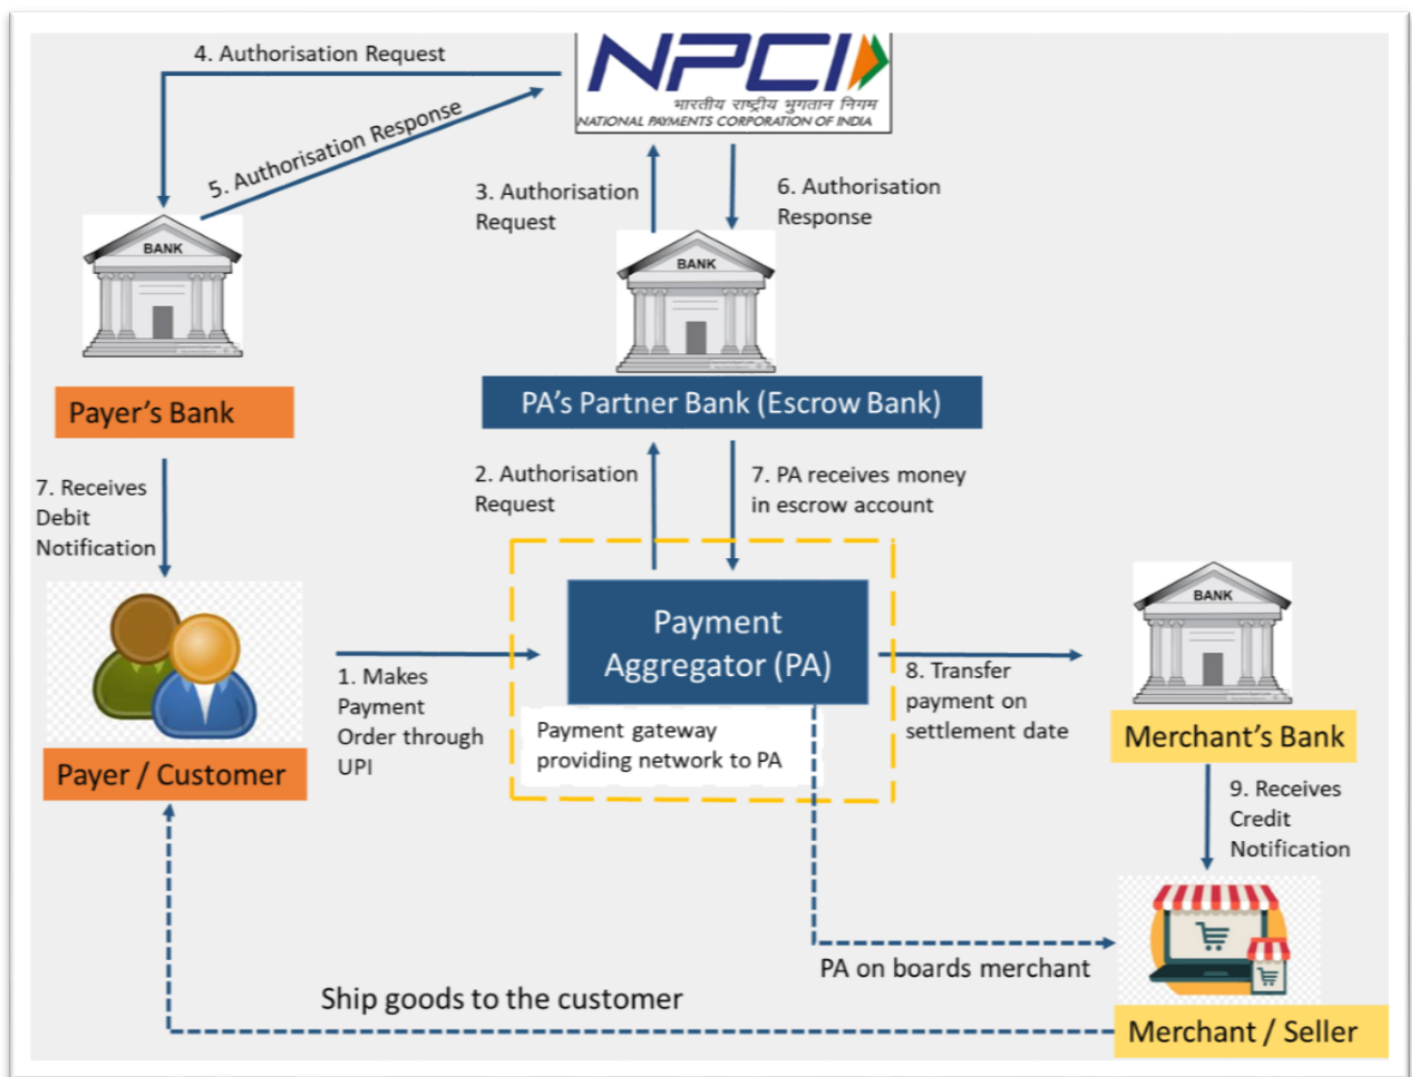 4. Authorisation Request
NPCI
भारतीय राष्ट्रीय भुगतान निगम
NATIONAL PAYMENTS CORPORATION OF INDIA
5. Authorisation Response
3. Authorisation
Request
6. Authorisation
Response
BANK
BANK
Payer's Bank
PA's Partner Bank (Escrow Bank)
7. Receives
Debit
Notification
2. Authorisation
Request
7. PA receives money
in escrow account
Payment
Aggregator (PA)
BANK
1. Makes
Payment
Order through
UPI
8. Transfer
payment on
settlement date
Payment gateway
providing network to PA
Merchant's Bank
Payer / Customer
9. Receives
Credit
Notification
PA on boards merchant
Ship goods to the customer
Merchant / Seller